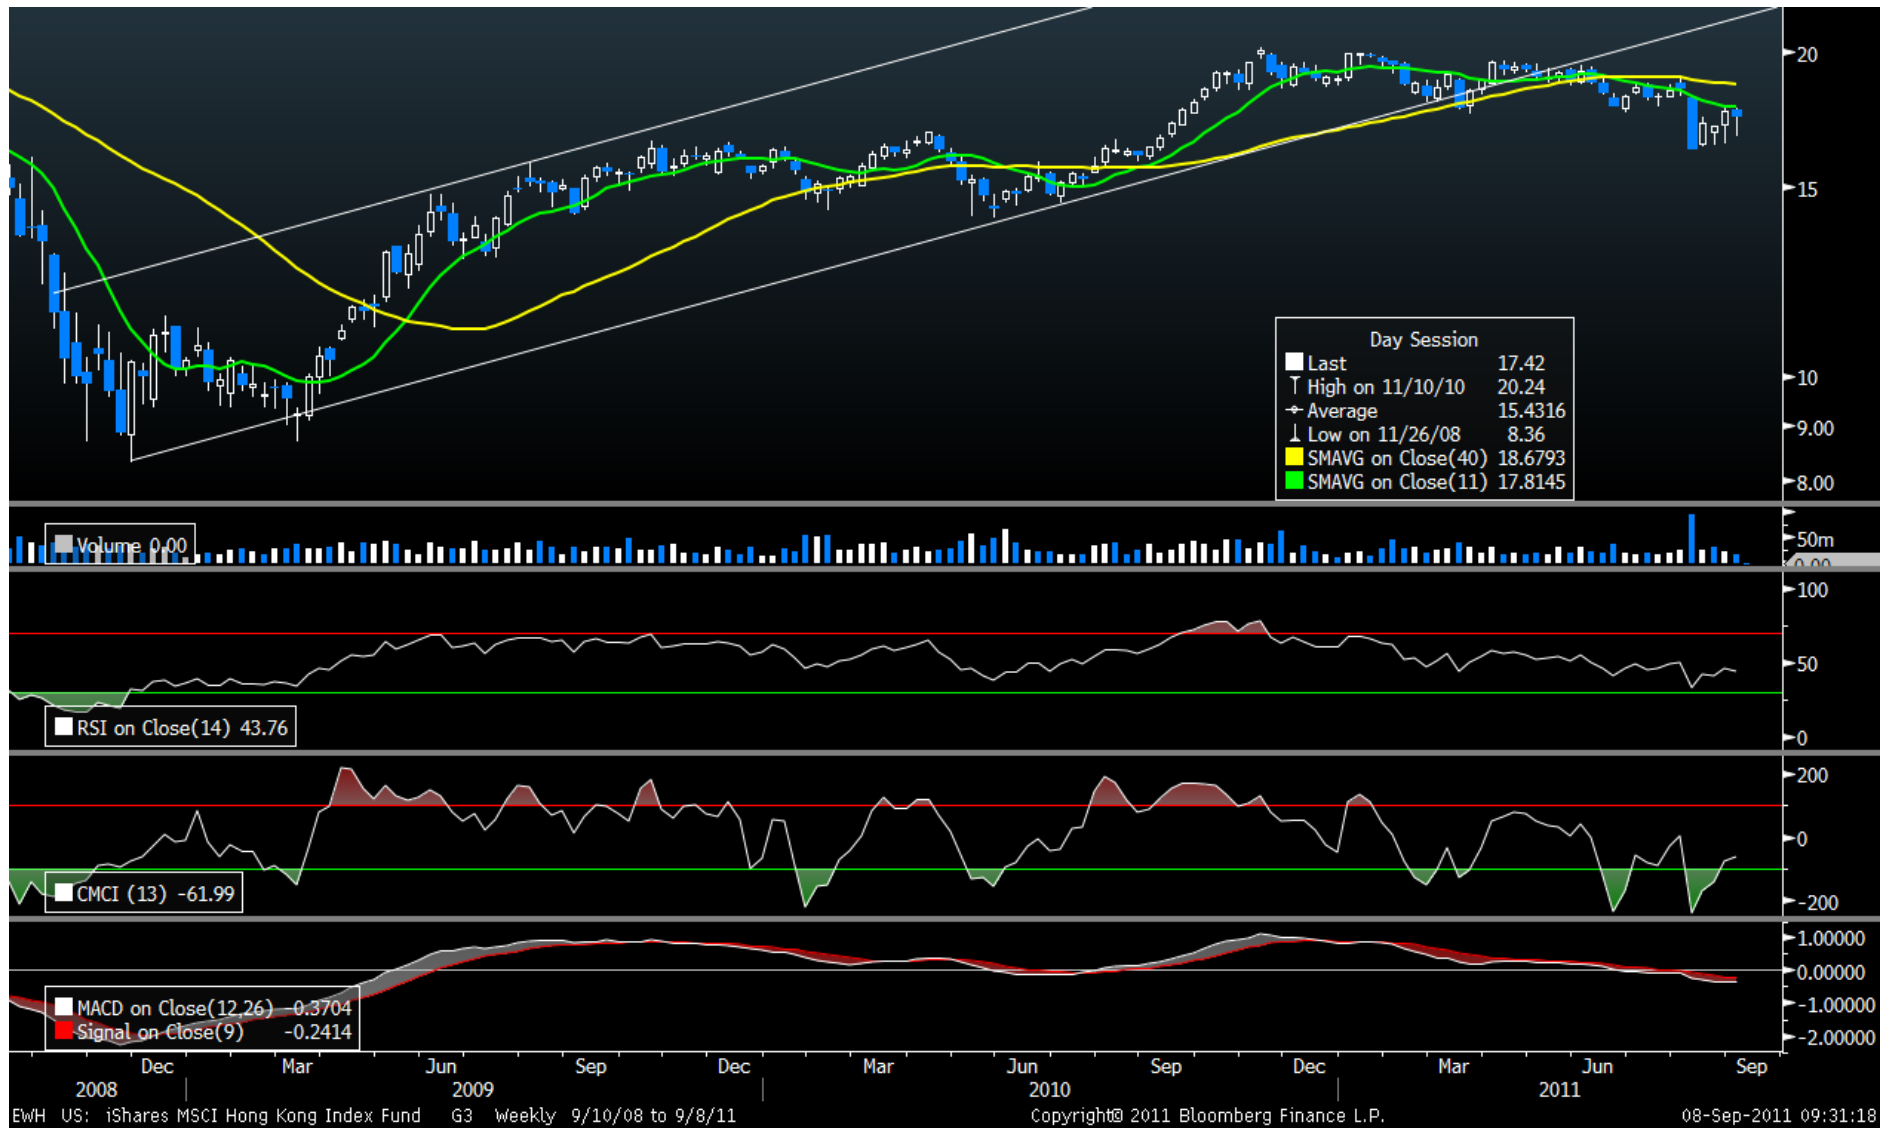 20
15
10
9.00
8.00
Day Session
Last 17.42
High on 11/10/10 20.24
Average 15.4316
Low on 11/26/08 8.36
SMAVG on Close(40) 18.6793
SMAVG on Close(11) 17.8145
Volume 0.00
50m
0.00
100
50
0
RSI on Close(14) 43.76
200
0
-200
CMCI (13) -61.99
1.00000
0.00000
-1.00000
-2.00000
MACD on Close(12,26) -0.3704
Signal on Close(9) -0.2414
Dec Mar Jun Sep Dec Mar Jun Sep Dec Mar Jun Sep
2008 2009 2010 2011
EWH US: iShares MSCI Hong Kong Index Fund G3 Weekly 9/10/08 to 9/8/11 Copyright© 2011 Bloomberg Finance L.P. 08-Sep-2011 09:31:18